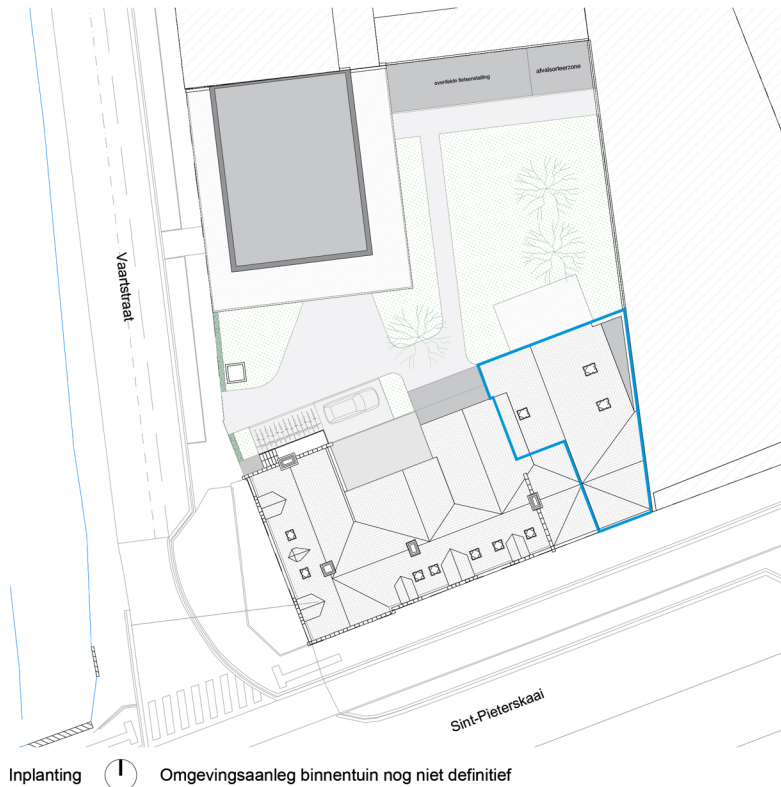 overdekte fietsenstalling
afvalsorteerzone
Vaartstraat
Sint-Pieterskaai
Inplanting
Omgevingsaanleg binnentuin nog niet definitief